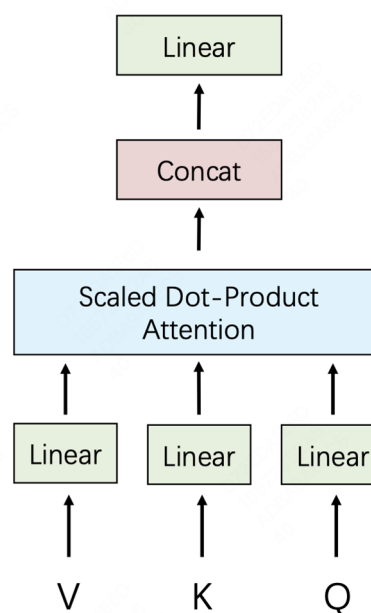 Linear
Concat
Scaled Dot-Product
Attention
Linear Linear Linear
V K Q